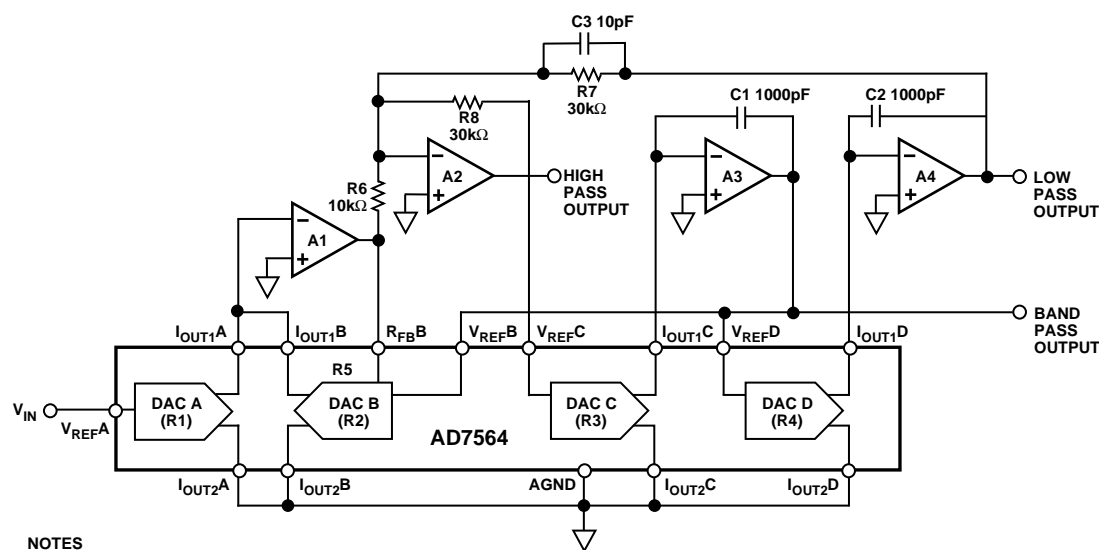 C3 10pF
R7
30kΩ
C1 1000pF
C2 1000pF
R8
30kΩ
A2
HIGH
PASS
OUTPUT
A3
A4
LOW
PASS
OUTPUT
R6
10kΩ
A1
BAND
PASS
OUTPUT
IOUT1A
IOUT1B
RFBB
VREFB
VREFC
IOUT1C
VREFD
IOUT1D
R5
VIN
VREFA
DAC A
(R1)
DAC B
(R2)
DAC C
(R3)
DAC D
(R4)
AD7564
IOUT2A
IOUT2B
AGND
IOUT2C
IOUT2D
NOTES